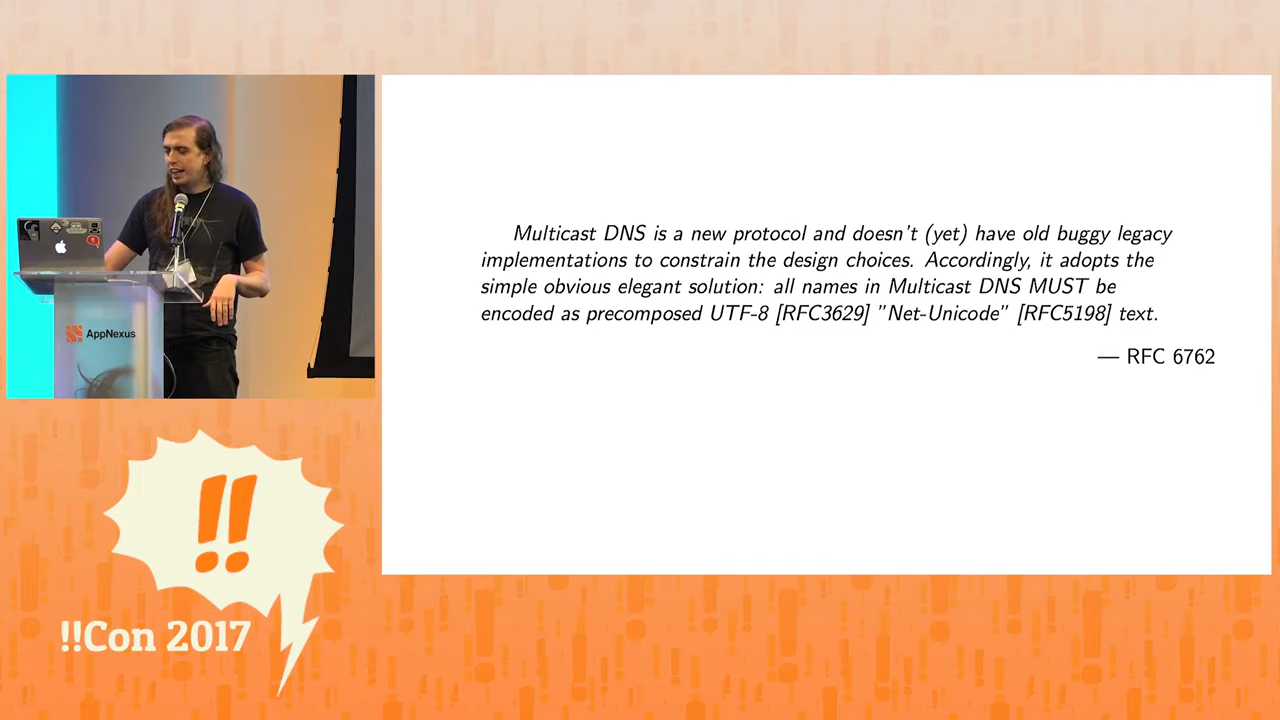 Multicast DNS is a new protocol and doesn't (yet) have old buggy legacy
implementations to constrain the design choices. Accordingly, it adopts the
simple obvious elegant solution: all names in Multicast DNS MUST be
encoded as precomposed UTF-8 [RFC3629] "Net-Unicode" [RFC5198] text.
— RFC 6762
AppNexus
!!
!!Con 2017